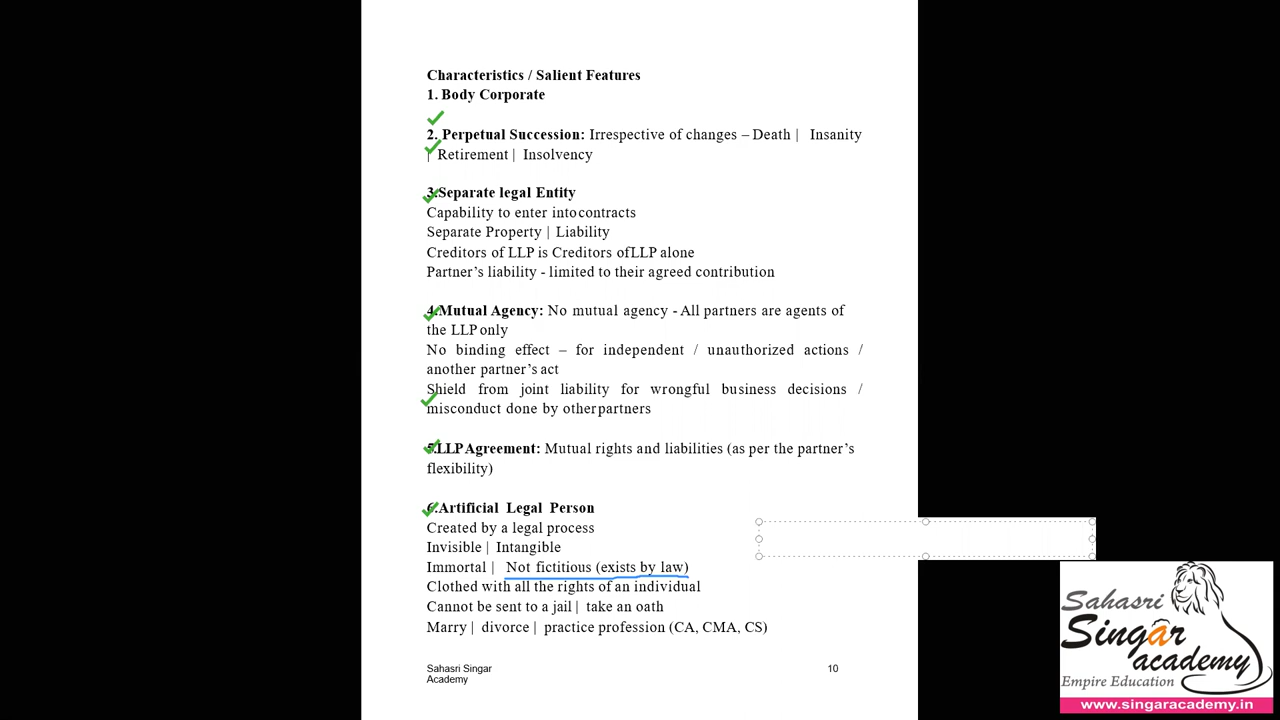 Characteristics / Salient Features
1. Body Corporate
2. Perpetual Succession: Irrespective of changes – Death | Insanity
| Retirement | Insolvency
3.Separate legal Entity
Capability to enter into contracts
Separate Property | Liability
Creditors of LLP is Creditors of LLP alone
Partner's liability - limited to their agreed contribution
4.Mutual Agency: No mutual agency - All partners are agents of
the LLP only
No binding effect – for independent / unauthorized actions /
another partner's act
Shield from joint liability for wrongful business decisions /
misconduct done by other partners
5.LLP Agreement: Mutual rights and liabilities (as per the partner's
flexibility)
6.Artificial Legal Person
Created by a legal process
Invisible | Intangible
Immortal | Not fictitious (exists by law)
Clothed with all the rights of an individual
Cannot be sent to a jail | take an oath
Marry | divorce | practice profession (CA, CMA, CS)
Sahasri Singar
Academy
10
Sahasri
Singâr
academy
Empire Education
www.singaracademy.in